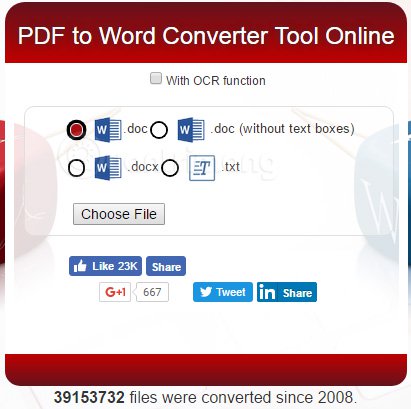 PDF to Word Converter Tool Online
With OCR function
W .doc W .doc (without text boxes)
W .docx T .txt
Choose File
Like 23K Share
G+1 667 Tweet in Share
39153732 files were converted since 2008.